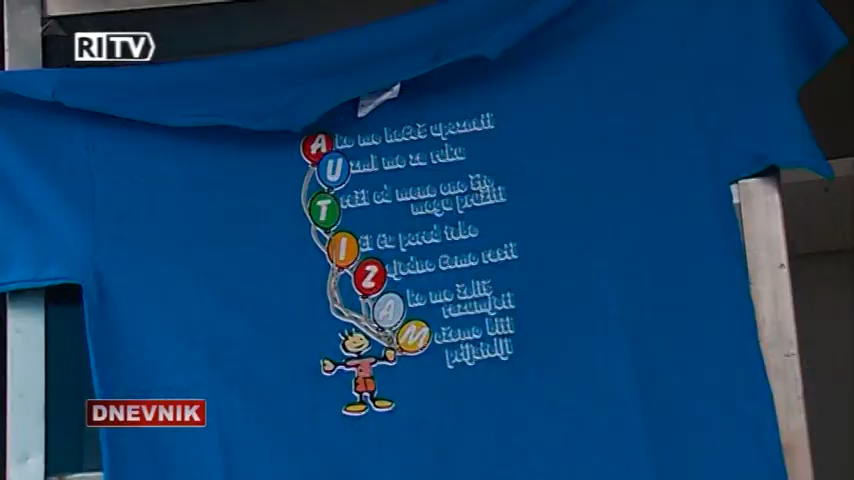 RITV
Ako me hoćeš upoznati
Uzmi me za ruku
Traži od mene ono što
mogu pružiti
Ići ću pored tebe
Zajedno ćemo rasti
Ako me želiš
razumjeti
Možemo biti
prijatelji
DNEVNIK